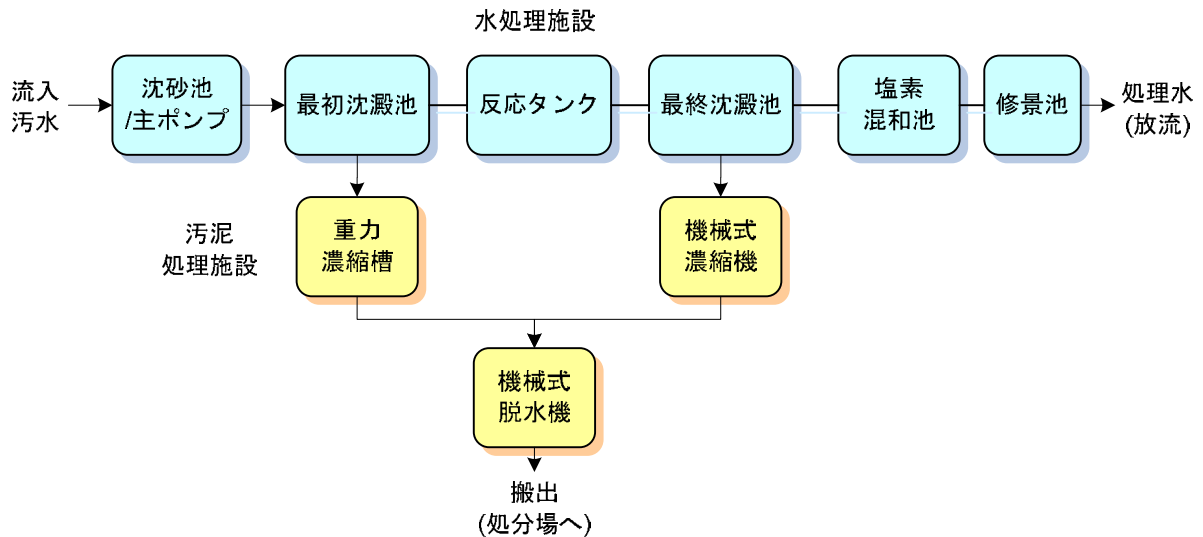 水処理施設
流入
汚水
沈砂池
/主ポンプ
最初沈澱池
反応タンク
最終沈澱池
塩素
混和池
修景池
処理水
(放流)
汚泥
処理施設
重力
濃縮槽
機械式
濃縮機
機械式
脱水機
搬出
(処分場へ)